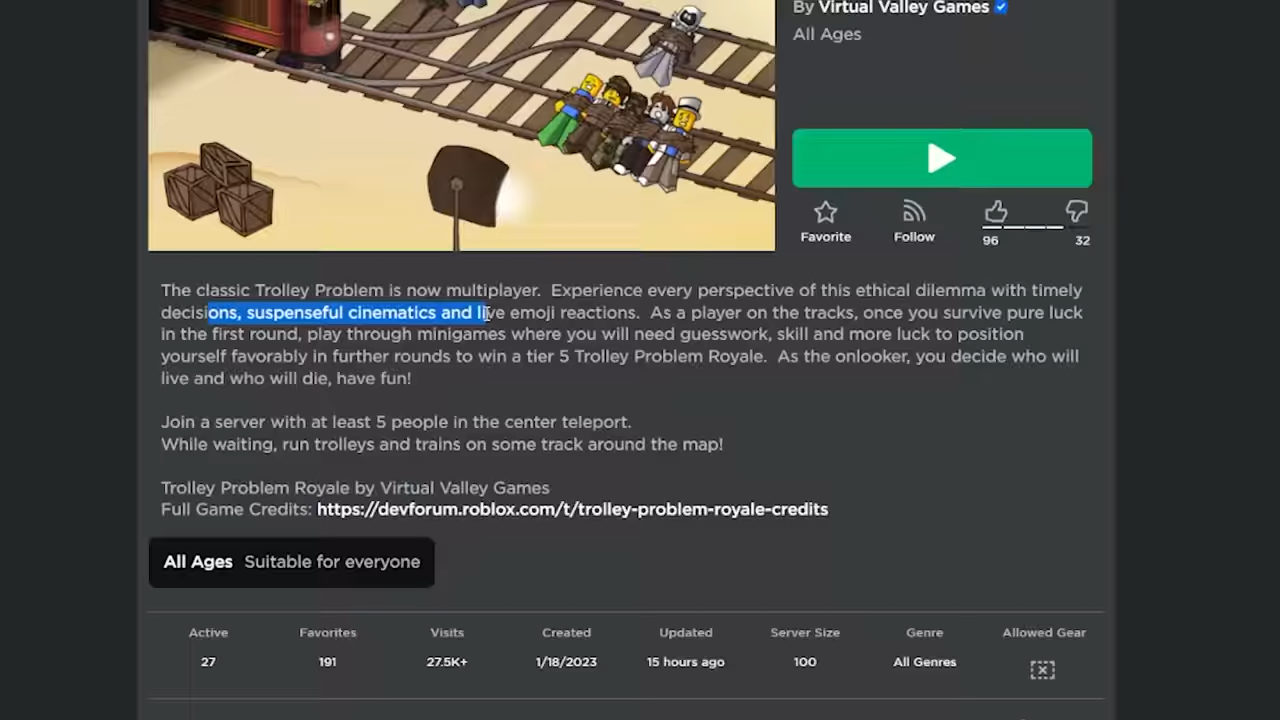 By Virtual Valley Games
All Ages
Favorite
Follow
96
32
The classic Trolley Problem is now multiplayer.  Experience every perspective of this ethical dilemma with timely
decisions, suspenseful cinematics and live emoji reactions.  As a player on the tracks, once you survive pure luck
in the first round, play through minigames where you will need guesswork, skill and more luck to position
yourself favorably in further rounds to win a tier 5 Trolley Problem Royale.  As the onlooker, you decide who will
live and who will die, have fun!
Join a server with at least 5 people in the center teleport.
While waiting, run trolleys and trains on some track around the map!
Trolley Problem Royale by Virtual Valley Games
Full Game Credits: https://devforum.roblox.com/t/trolley-problem-royale-credits
All Ages Suitable for everyone
Active Favorites Visits Created Updated Server Size Genre Allowed Gear
27 191 27.5K+ 1/18/2023 15 hours ago 100 All Genres